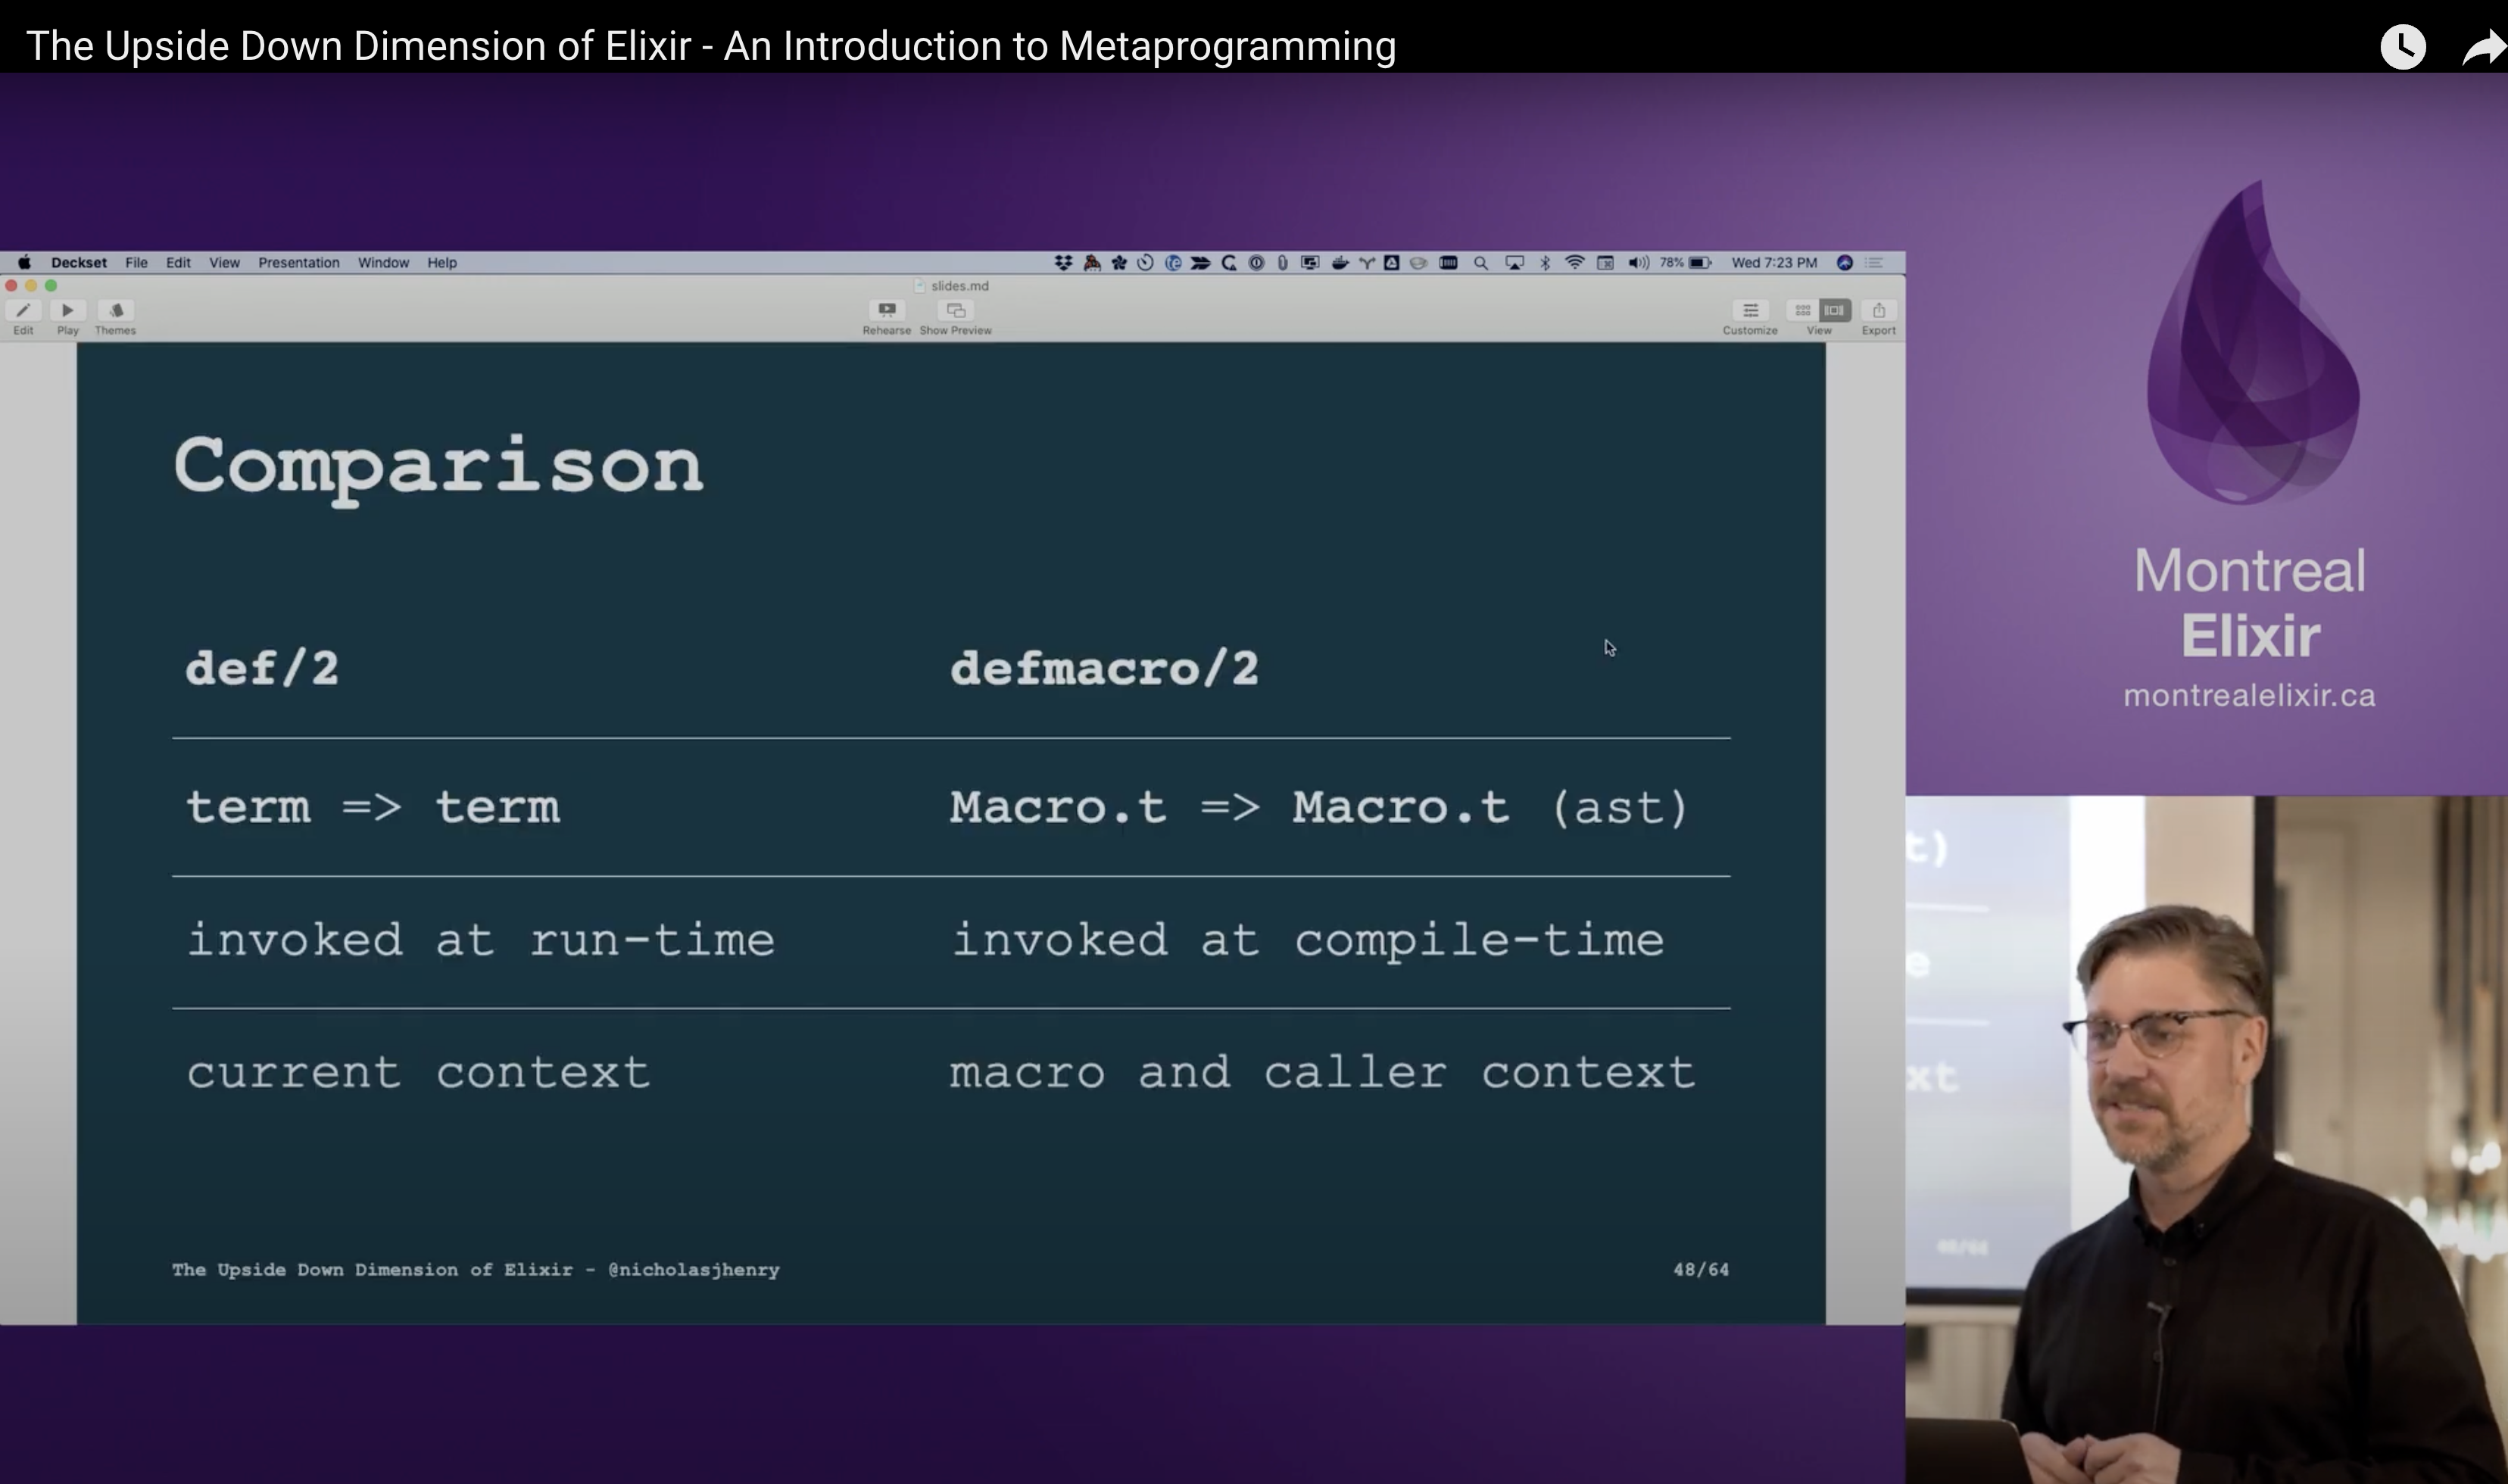 The Upside Down Dimension of Elixir - An Introduction to Metaprogramming
Deckset File Edit View Presentation Window Help 78% Wed 7:23 PM
slides.md
Edit Play Themes Rehearse Show Preview Customize View Export
Comparison
def/2 defmacro/2
term => term Macro.t => Macro.t (ast)
invoked at run-time invoked at compile-time
current context macro and caller context
The Upside Down Dimension of Elixir - @nicholasjhenry 48/64
Montreal
Elixir
montrealelixir.ca
t)
e
xt